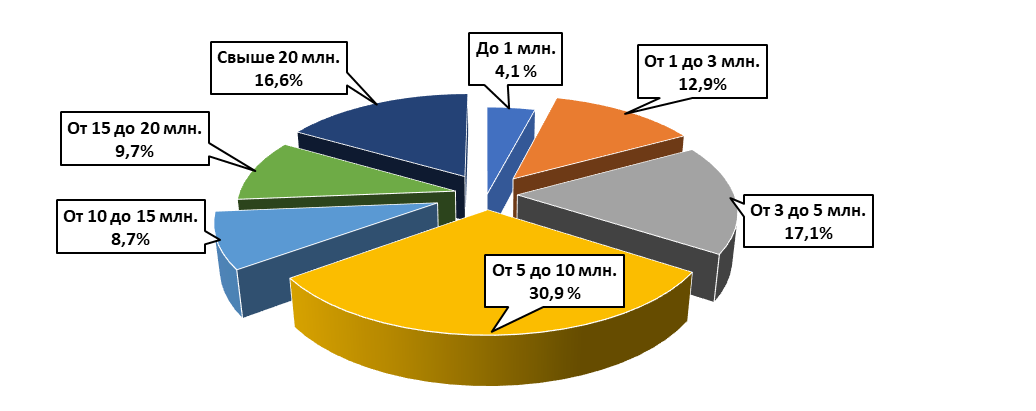 До 1 млн.
4,1 %
От 1 до 3 млн.
12,9%
От 3 до 5 млн.
17,1%
От 5 до 10 млн.
30,9 %
От 10 до 15 млн.
8,7%
От 15 до 20 млн.
9,7%
Свыше 20 млн.
16,6%